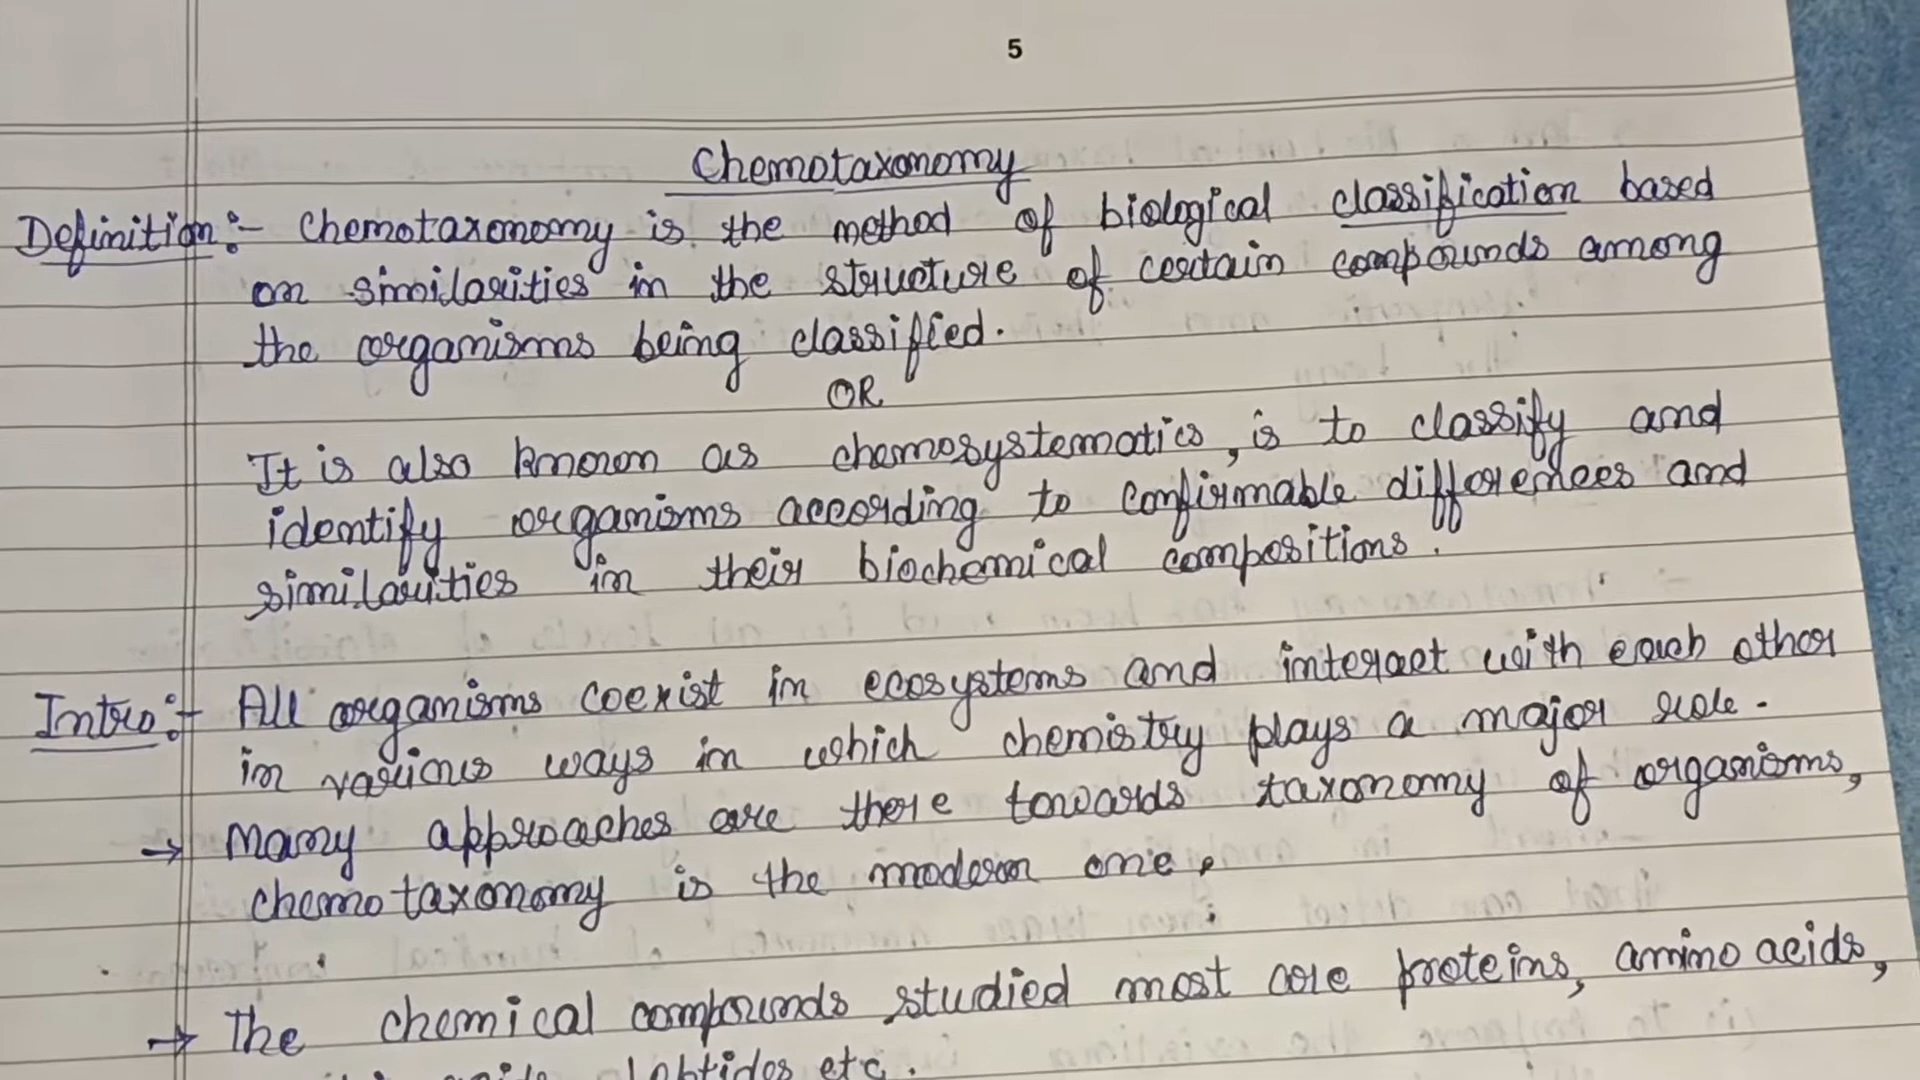 5
Chemotaxonomy
Definition:- Chemotaxonomy is the method of biological classification based
on similarities in the structure of certain compounds among
the organisms being classified.
OR
It is also known as chemosystematics, is to classify and
identify organisms according to confirmable differences and
similarities in their biochemical compositions.
Intro:- All organisms coexist in ecosystems and interact with each other
in various ways in which chemistry plays a major role.
→ Many approaches are there towards taxonomy of organisms,
chemotaxonomy is the modern one.
→ The chemical compounds studied most are proteins, amino acids,
etc.